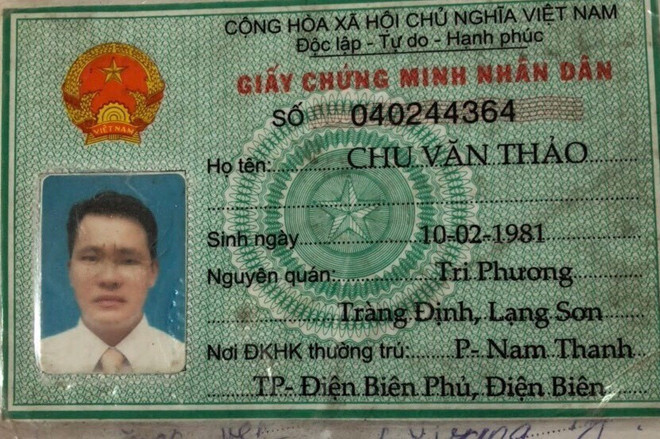 CỘNG HÒA XÃ HỘI CHỦ NGHĨA VIỆT NAM
Độc lập - Tự do - Hạnh phúc
GIẤY CHỨNG MINH NHÂN DÂN
SỐ 040244364
Họ tên: CHU VĂN THẢO
Sinh ngày 10-02-1981
Nguyên quán: Tri Phương
Tràng Định, Lạng Sơn
Nơi ĐKHK thường trú: P- Nam Thanh
TP- Điện Biên Phủ, Điện Biên
VIỆT NAM